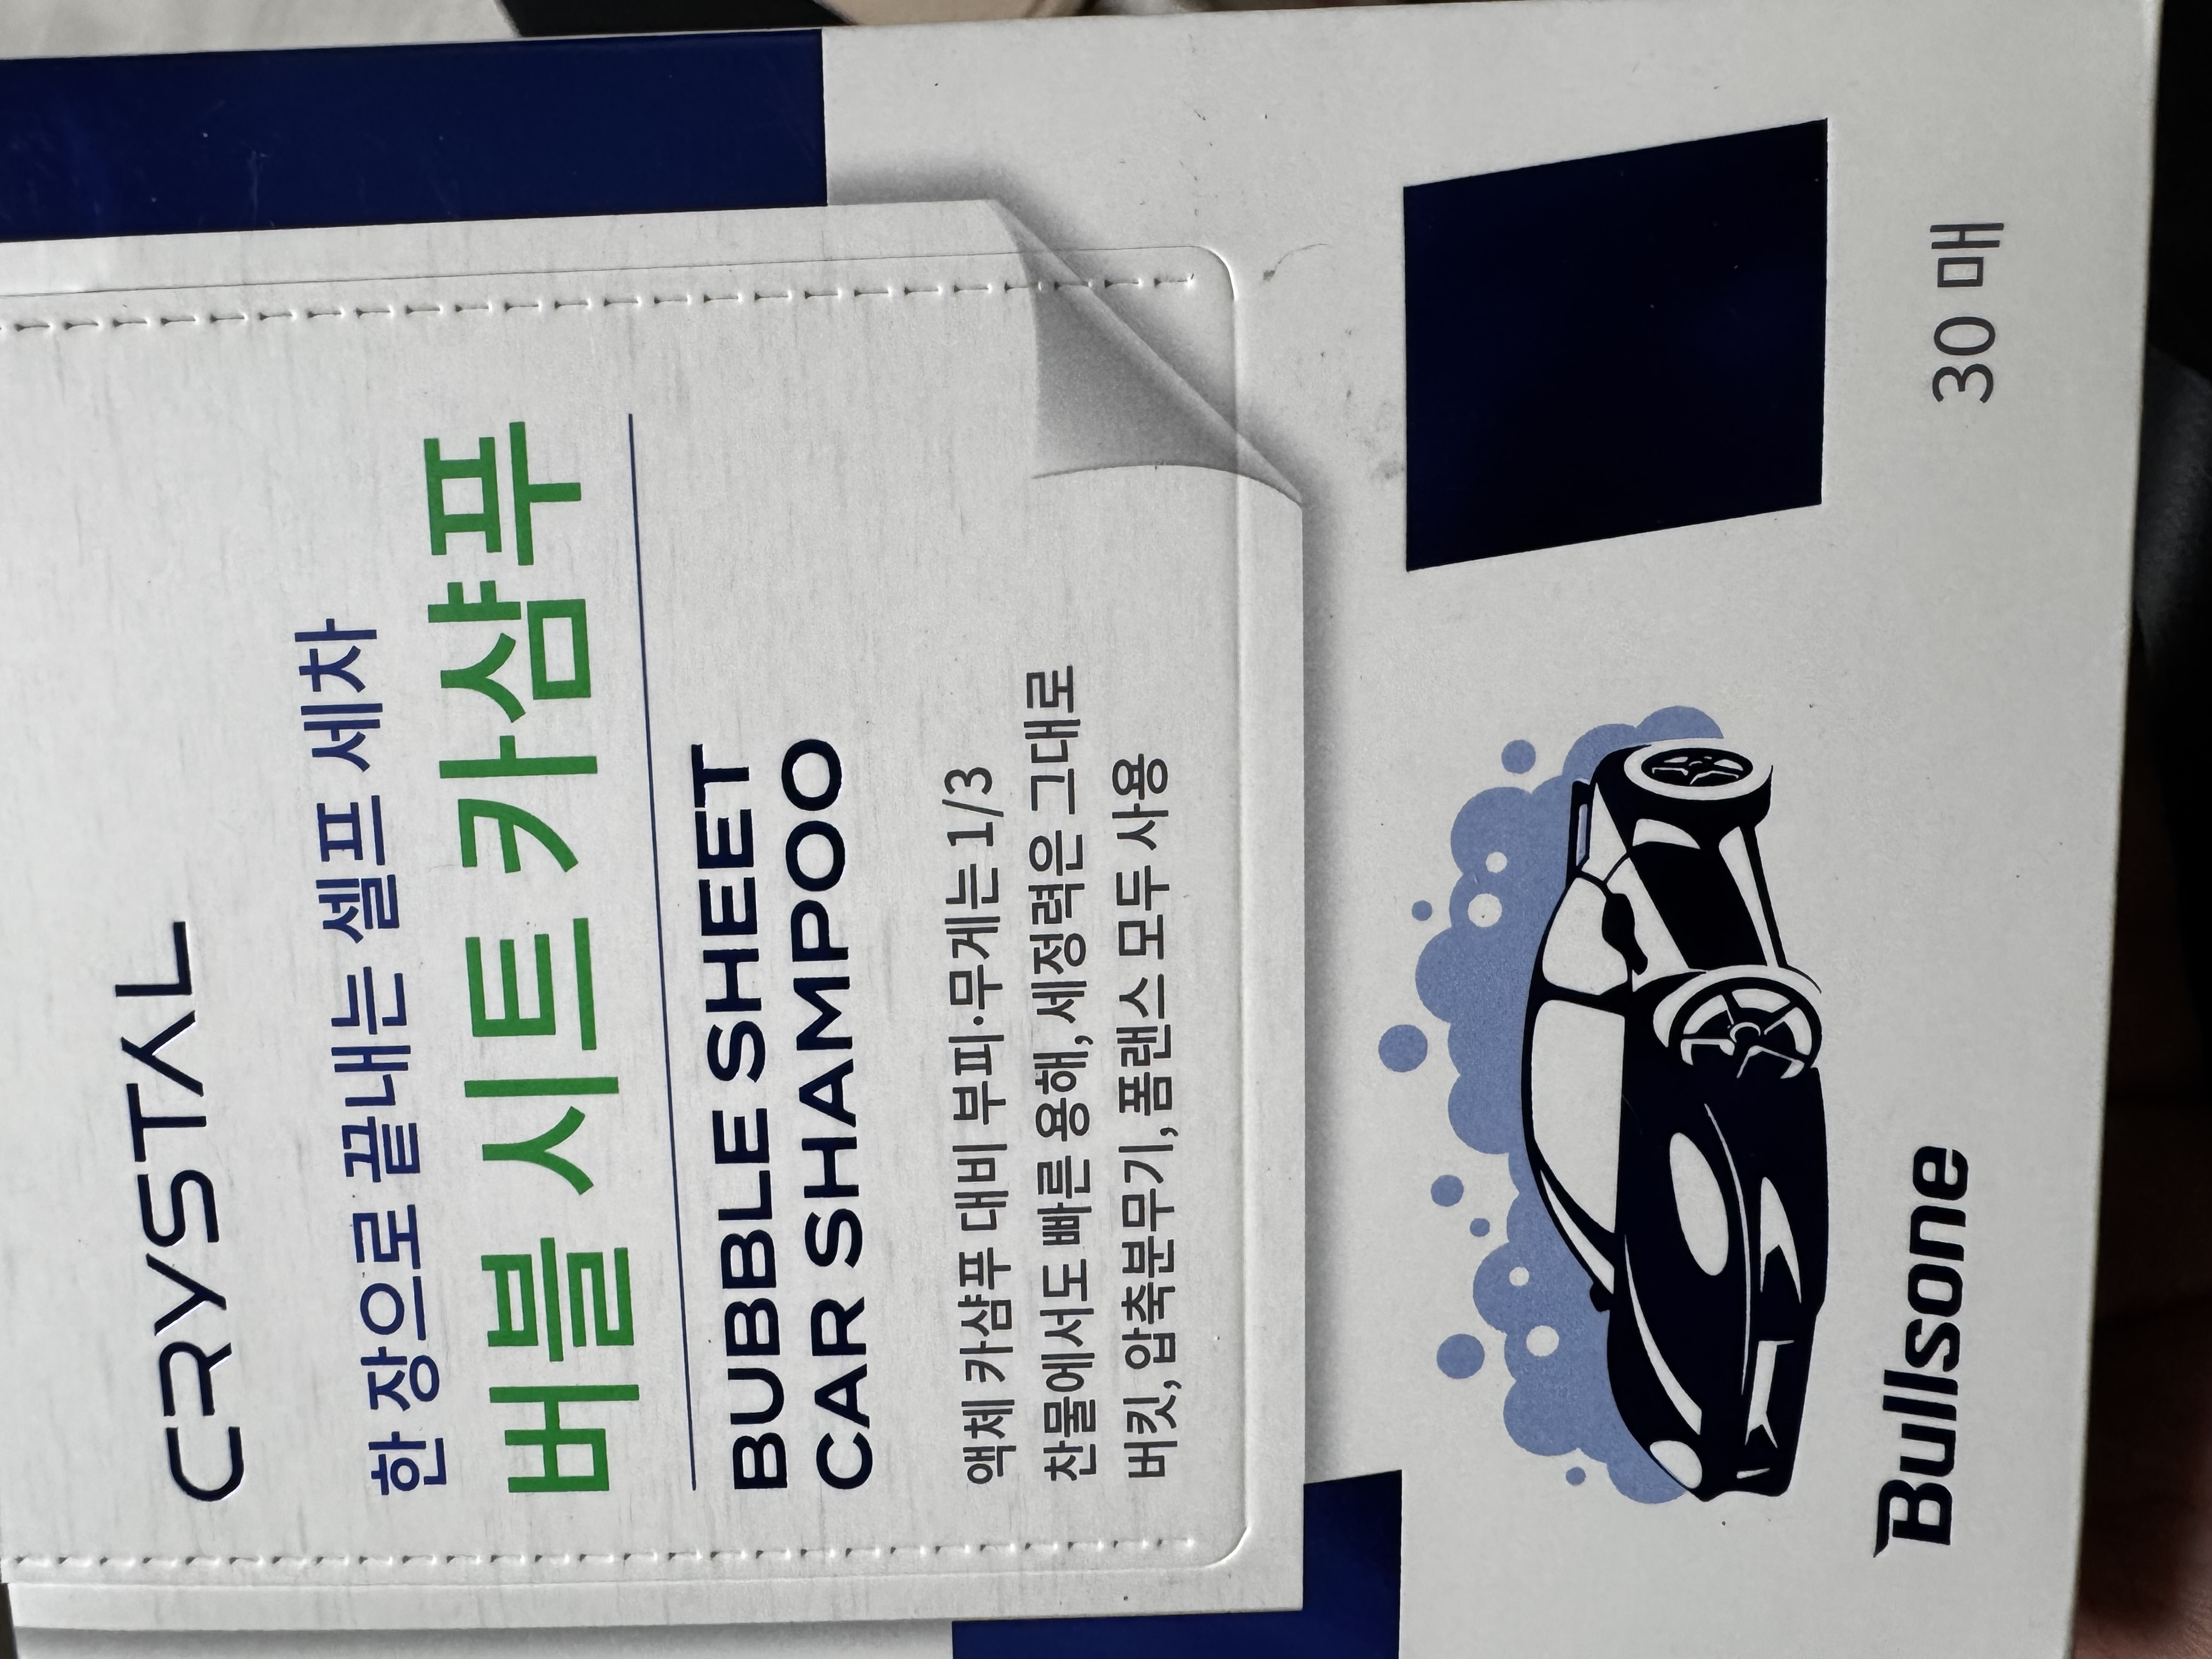 CRYSTAL
한 장으로 끝내는 셀프 세차
버블 시트 카샴푸
BUBBLE SHEET
CAR SHAMPOO
액체 카샴푸 대비 부피·무게는 1/3
찬물에서도 빠른 용해, 세정력은 그대로
버킷, 압축분무기, 폼랜스 모두 사용
Bullsone
30 매